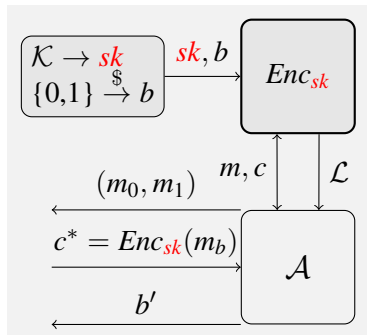 𝒦 → sk
{0,1} $→ b
sk, b
Enc_sk
m, c
ℒ
(m_0, m_1)
c* = Enc_sk(m_b)
𝒜
b′